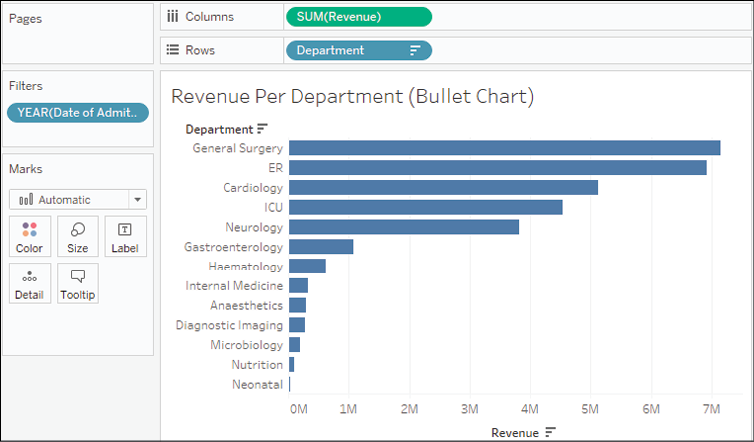 Pages
Columns
SUM(Revenue)
Rows
Department
Filters
YEAR(Date of Admit..
Marks
Automatic
Color
Size
T
Label
Detail
Tooltip
Revenue Per Department (Bullet Chart)
Department
General Surgery
ER
Cardiology
ICU
Neurology
Gastroenterology
Haematology
Internal Medicine
Anaesthetics
Diagnostic Imaging
Microbiology
Nutrition
Neonatal
0M 1M 2M 3M 4M 5M 6M 7M
Revenue